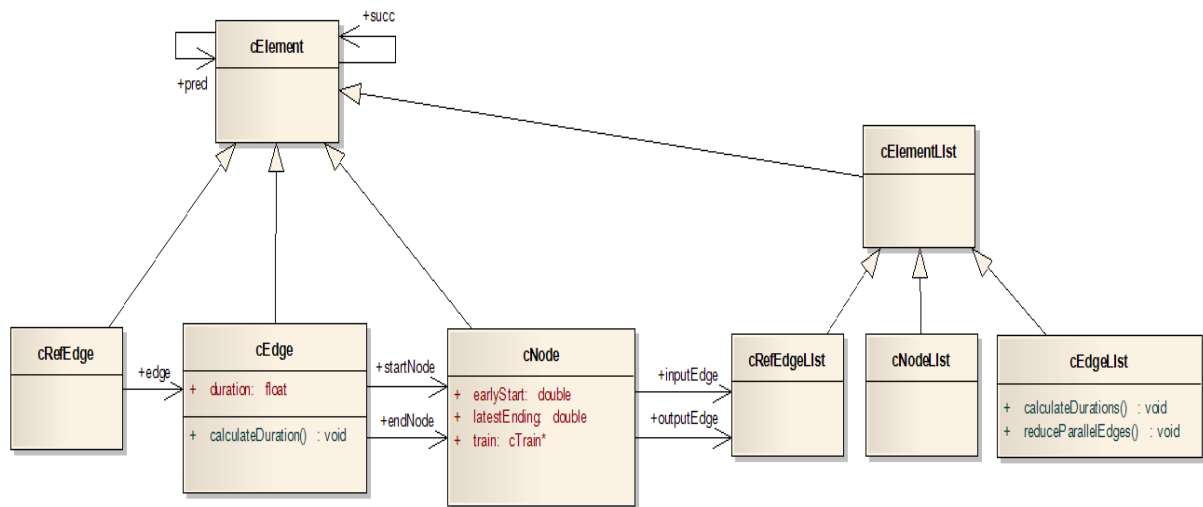 +succ
cElement
+pred
cElementList
cRefEdge
+edge
cEdge
+ duration: float
+ calculateDuration() : void
+startNode
+endNode
cNode
+ earlyStart: double
+ latestEnding: double
+ train: cTrain*
+inputEdge
+outputEdge
cRefEdgeList
cNodeList
cEdgeList
+ calculateDurations() : void
+ reduceParallelEdges() : void